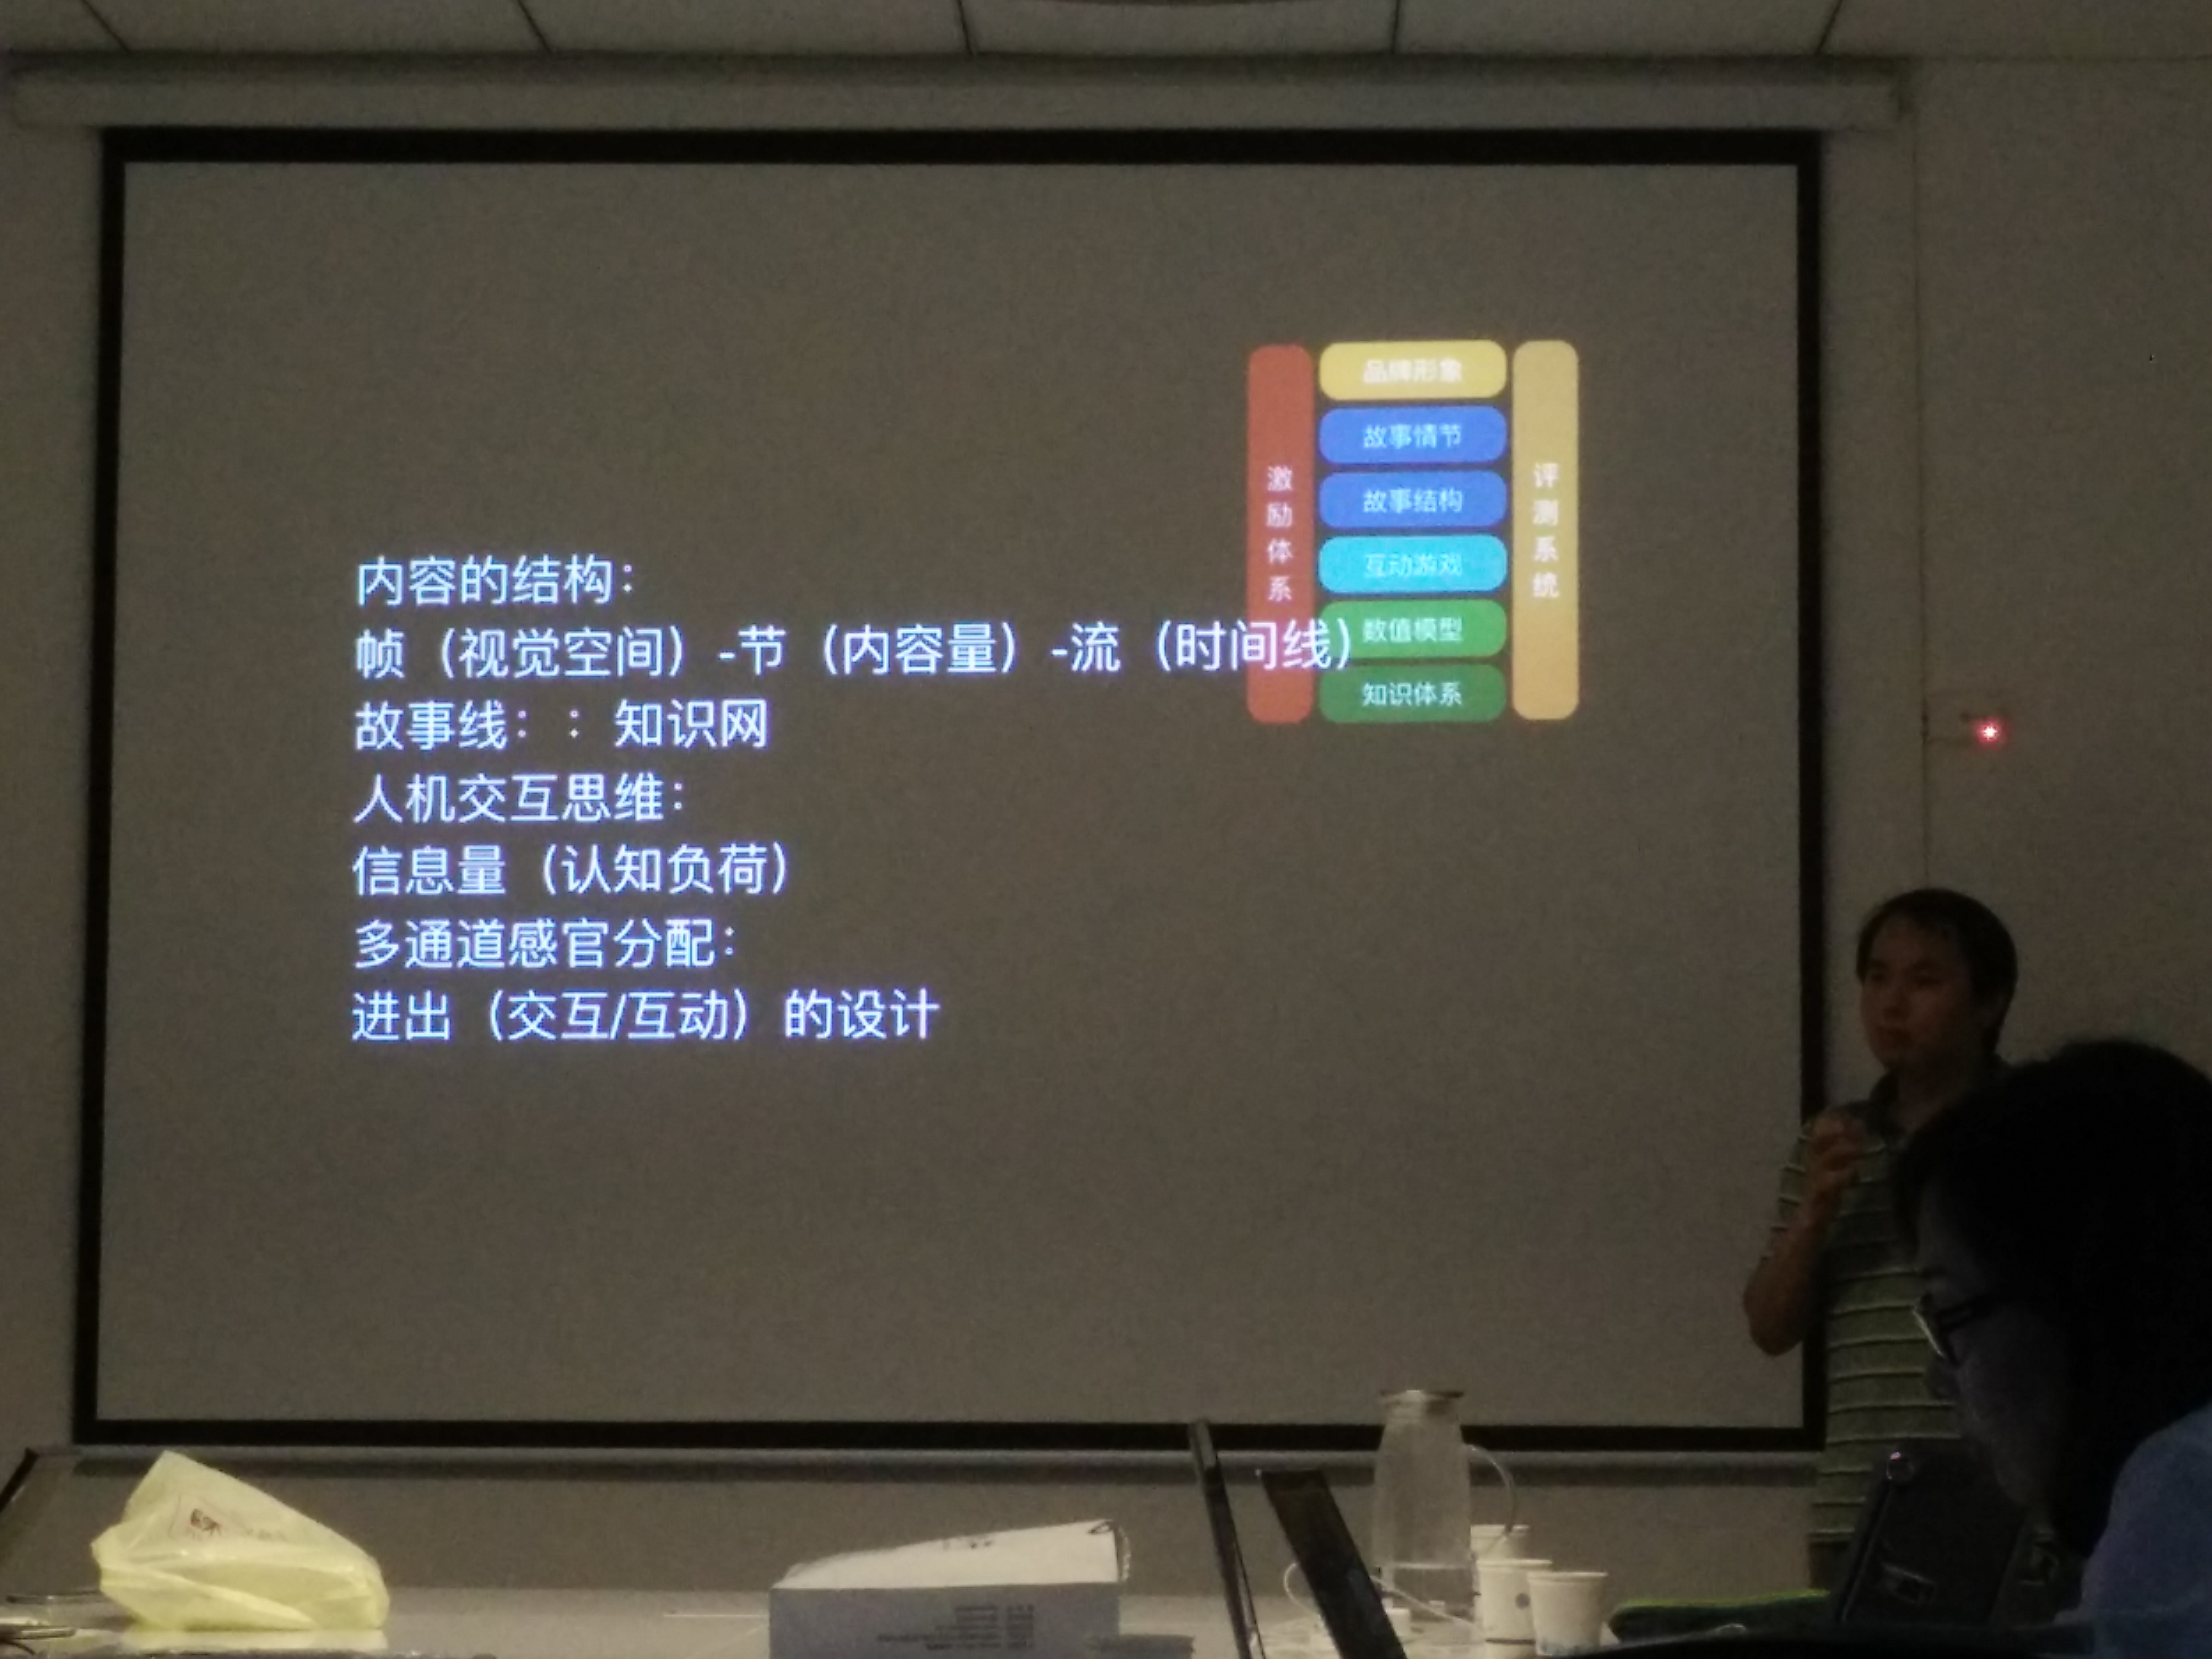 品牌形象
故事情节
故事结构
互动游戏
数值模型
知识体系
激励体系
评测系统
内容的结构：
帧（视觉空间）-节（内容量）-流（时间线）
故事线：：知识网
人机交互思维：
信息量（认知负荷）
多通道感官分配：
进出（交互/互动）的设计